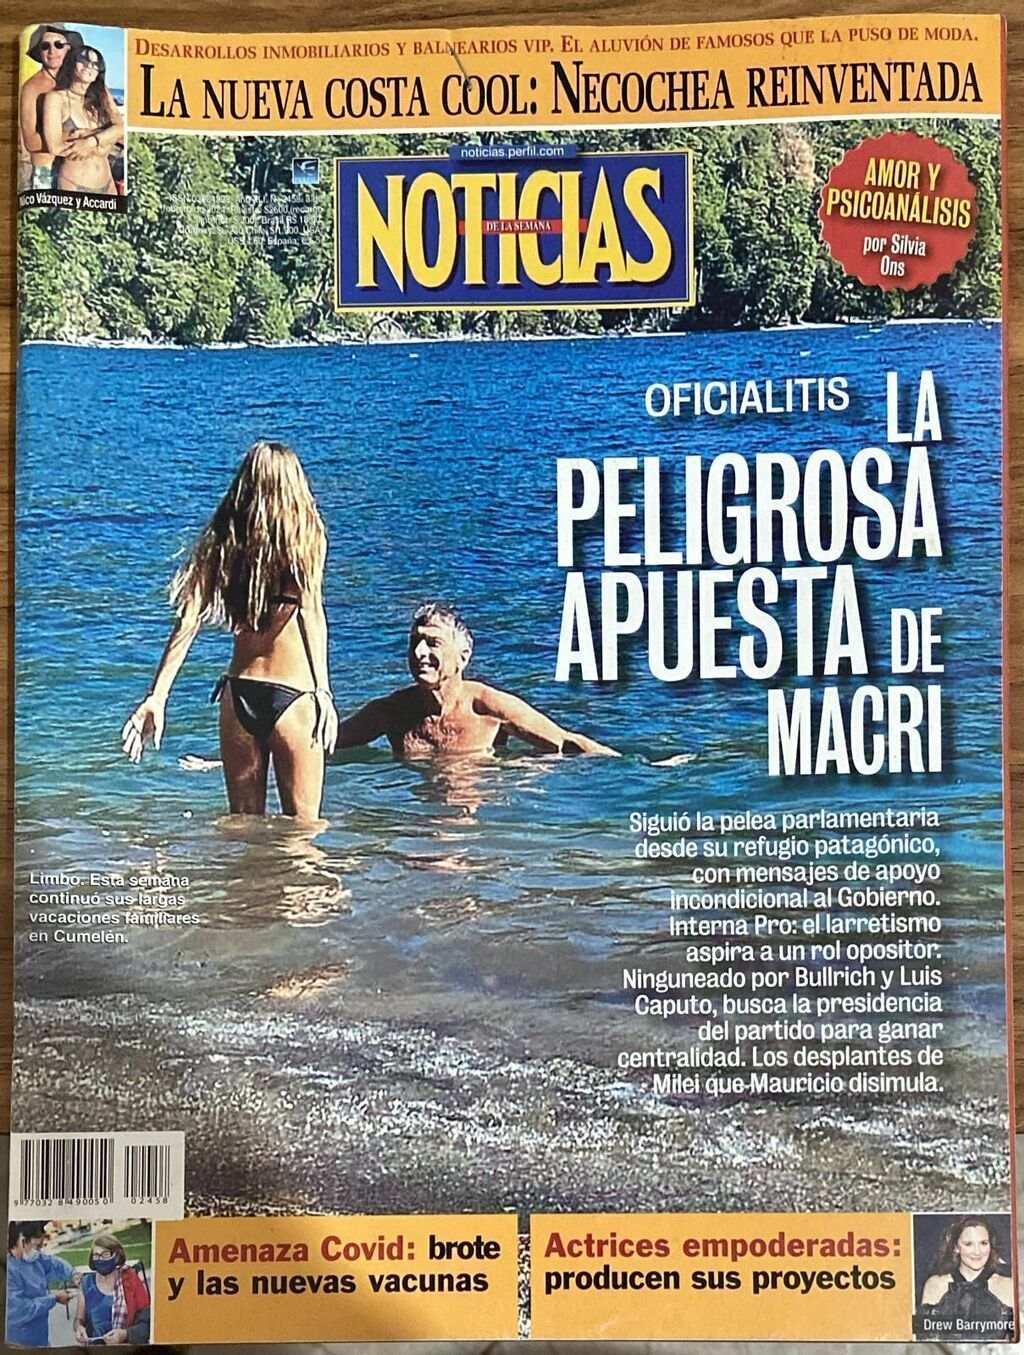 DESARROLLOS INMOBILIARIOS Y BALNEARIOS VIP. EL ALUVIÓN DE FAMOSOS QUE LA PUSO DE MODA.
LA NUEVA COSTA COOL: NECOCHEA REINVENTADA
Nico Vázquez y Accardi
noticias.perfil.com
NOTICIAS
DE LA SEMANA
AMOR Y
PSICOANÁLISIS
por Silvia
Ons
OFICIALITIS
LA
PELIGROSA
APUESTA DE
MACRI
Siguió la pelea parlamentaria
desde su refugio patagónico,
con mensajes de apoyo
incondicional al Gobierno.
Interna Pro: el larretismo
aspira a un rol opositor.
Ninguneado por Bullrich y Luis
Caputo, busca la presidencia
del partido para ganar
centralidad. Los desplantes de
Milei que Mauricio disimula.
Limbo. Esta semana
continuó sus largas
vacaciones familiares
en Cumelén.
9 770328 490050
02458
Amenaza Covid: brote
y las nuevas vacunas
Actrices empoderadas:
producen sus proyectos
Drew Barrymore